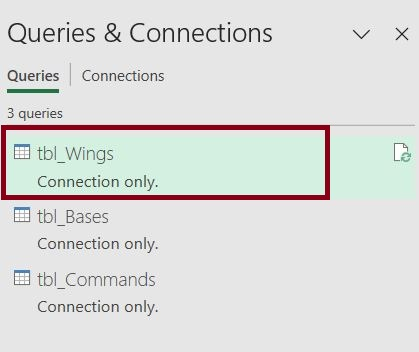 Queries & Connections
Queries | Connections
3 queries
tbl_Wings
Connection only.
tbl_Bases
Connection only.
tbl_Commands
Connection only.